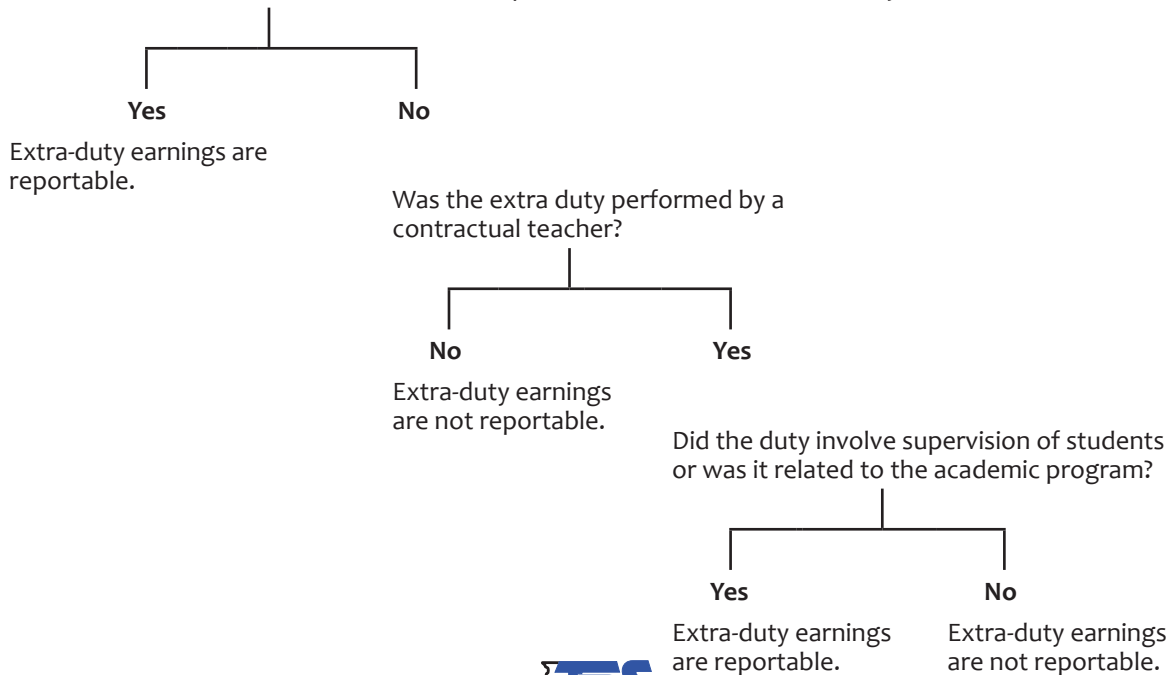 Yes
No
Extra-duty earnings are
reportable.
Was the extra duty performed by a
contractual teacher?
No
Yes
Extra-duty earnings
are not reportable.
Did the duty involve supervision of students
or was it related to the academic program?
Yes
No
Extra-duty earnings
are reportable.
Extra-duty earnings
are not reportable.